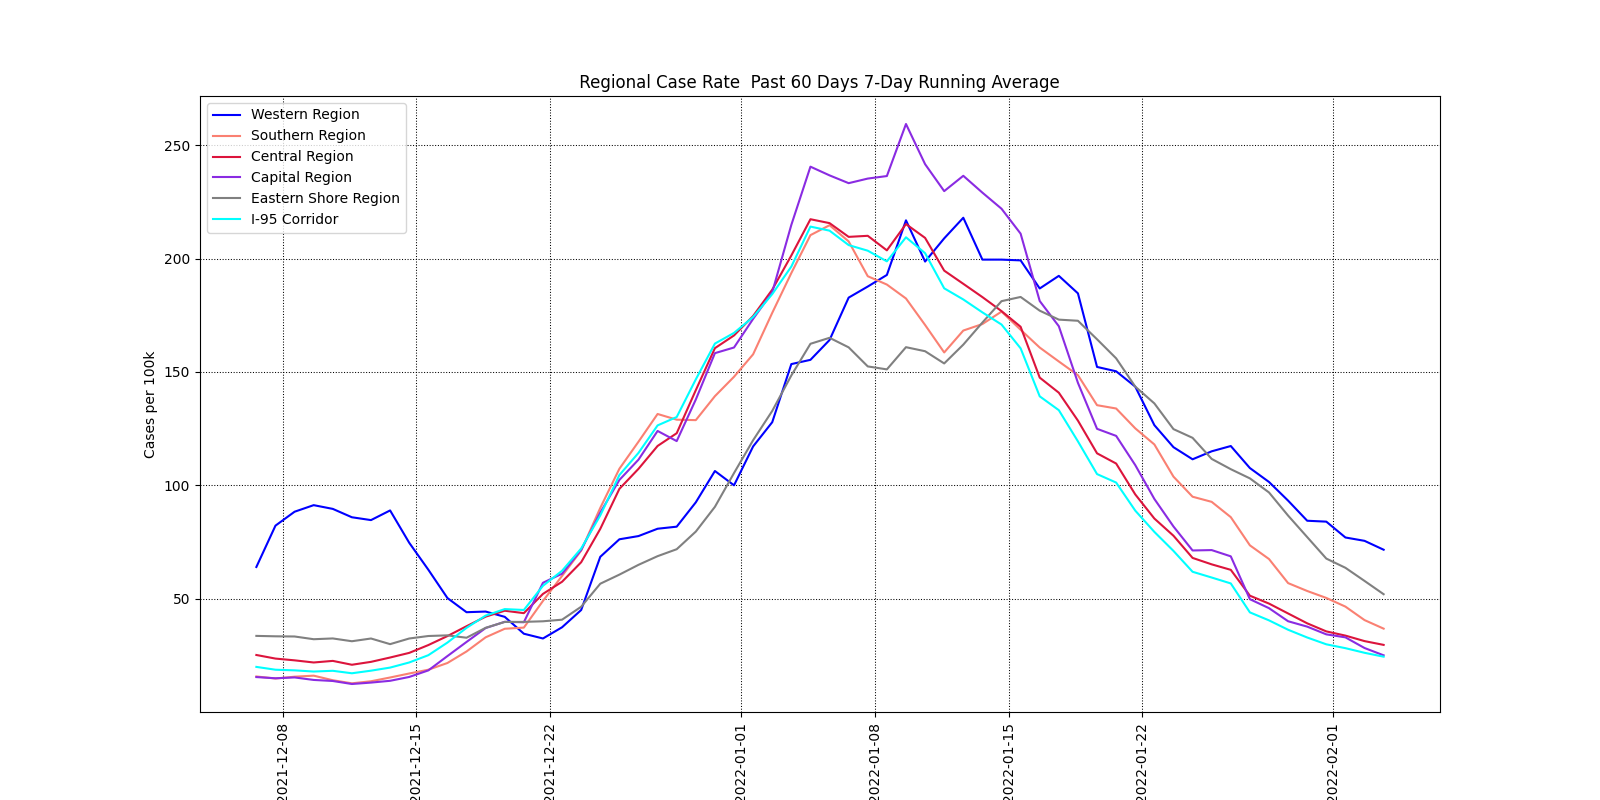 Regional Case Rate  Past 60 Days 7-Day Running Average
Western Region
Southern Region
Central Region
Capital Region
Eastern Shore Region
I-95 Corridor
250
200
150
100
50
Cases per 100k
2021-12-08
2021-12-15
2021-12-22
2022-01-01
2022-01-08
2022-01-15
2022-01-22
2022-02-01